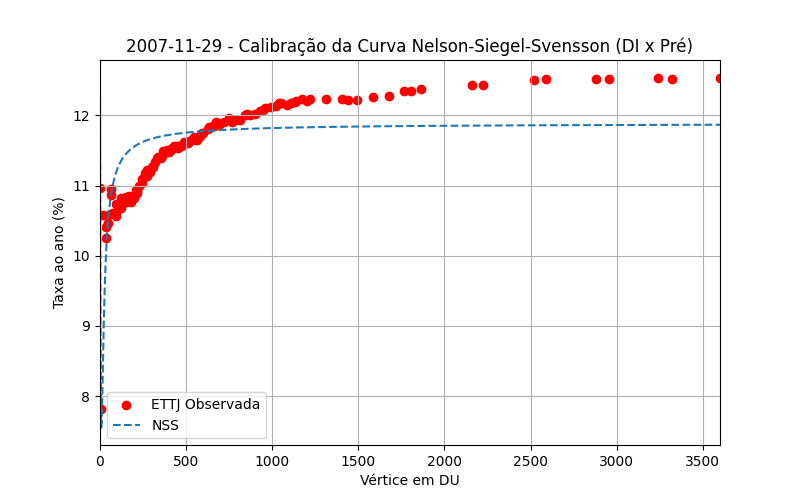 2007-11-29 - Calibração da Curva Nelson-Siegel-Svensson (DI x Pré)
Taxa ao ano (%)
12
11
10
9
8
ETTJ Observada
NSS
0
500
1000
1500
2000
2500
3000
3500
Vértice em DU